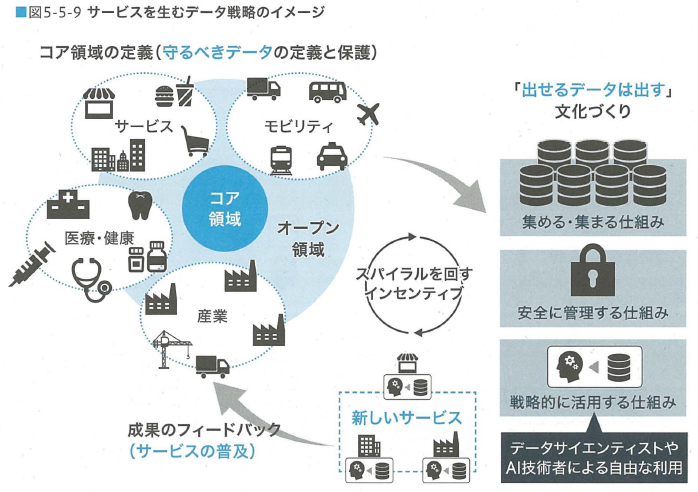 ■図5-5-9 サービスを生むデータ戦略のイメージ
コア領域の定義(守るべきデータの定義と保護)
サービス
モビリティ
コア
領域
オープン
領域
医療・健康
産業
「出せるデータは出す」
文化づくり
集める・集まる仕組み
安全に管理する仕組み
戦略的に活用する仕組み
データサイエンティストや
AI技術者による自由な利用
スパイラルを回す
インセンティブ
新しいサービス
成果のフィードバック
(サービスの普及)